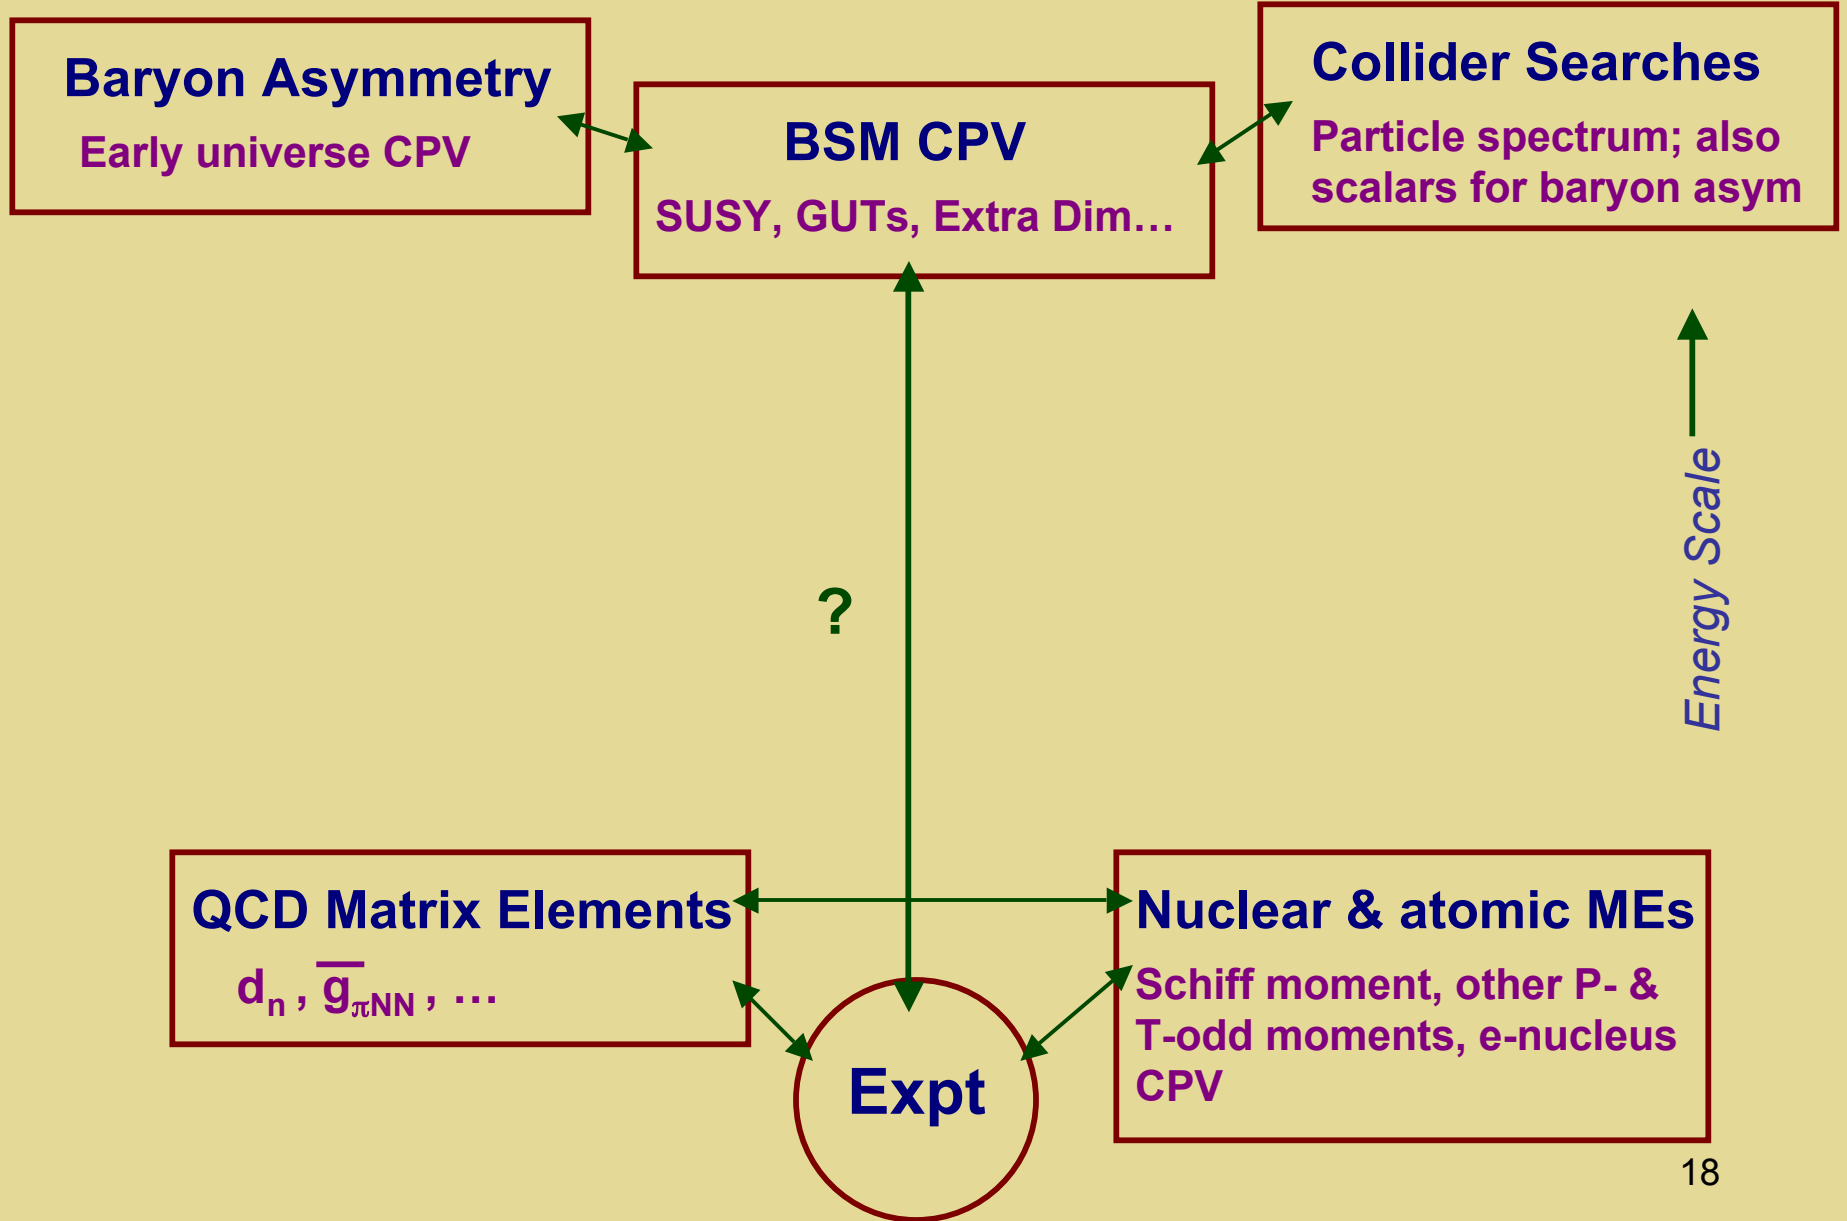 Baryon Asymmetry
Early universe CPV
BSM CPV
SUSY, GUTs, Extra Dim…
Collider Searches
Particle spectrum; also
scalars for baryon asym
Energy Scale
?
QCD Matrix Elements
dₙ , g̅πNN , …
Expt
Nuclear & atomic MEs
Schiff moment, other P- &
T-odd moments, e-nucleus
CPV
18